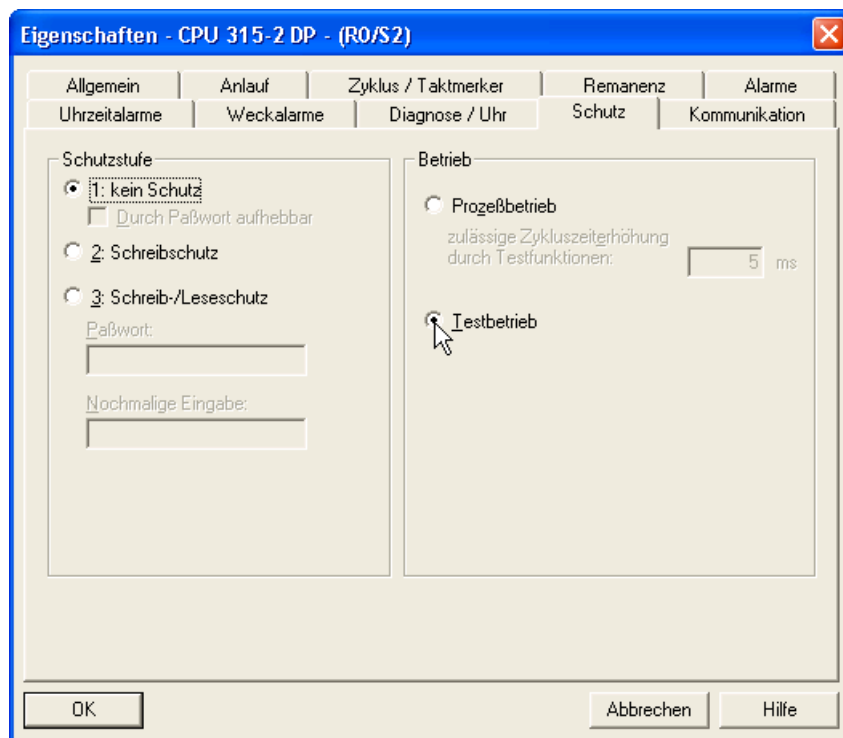 Eigenschaften - CPU 315-2 DP - (R0/S2)
Allgemein Anlauf Zyklus / Taktmerker Remanenz Alarme
Uhrzeitalarme Weckalarme Diagnose / Uhr Schutz Kommunikation
Schutzstufe
1: kein Schutz
Durch Paßwort aufhebbar
2: Schreibschutz
3: Schreib-/Leseschutz
Paßwort:
Nochmalige Eingabe:
Betrieb
Prozeßbetrieb
zulässige Zykluszeiterhöhung
durch Testfunktionen: 5 ms
Testbetrieb
OK Abbrechen Hilfe